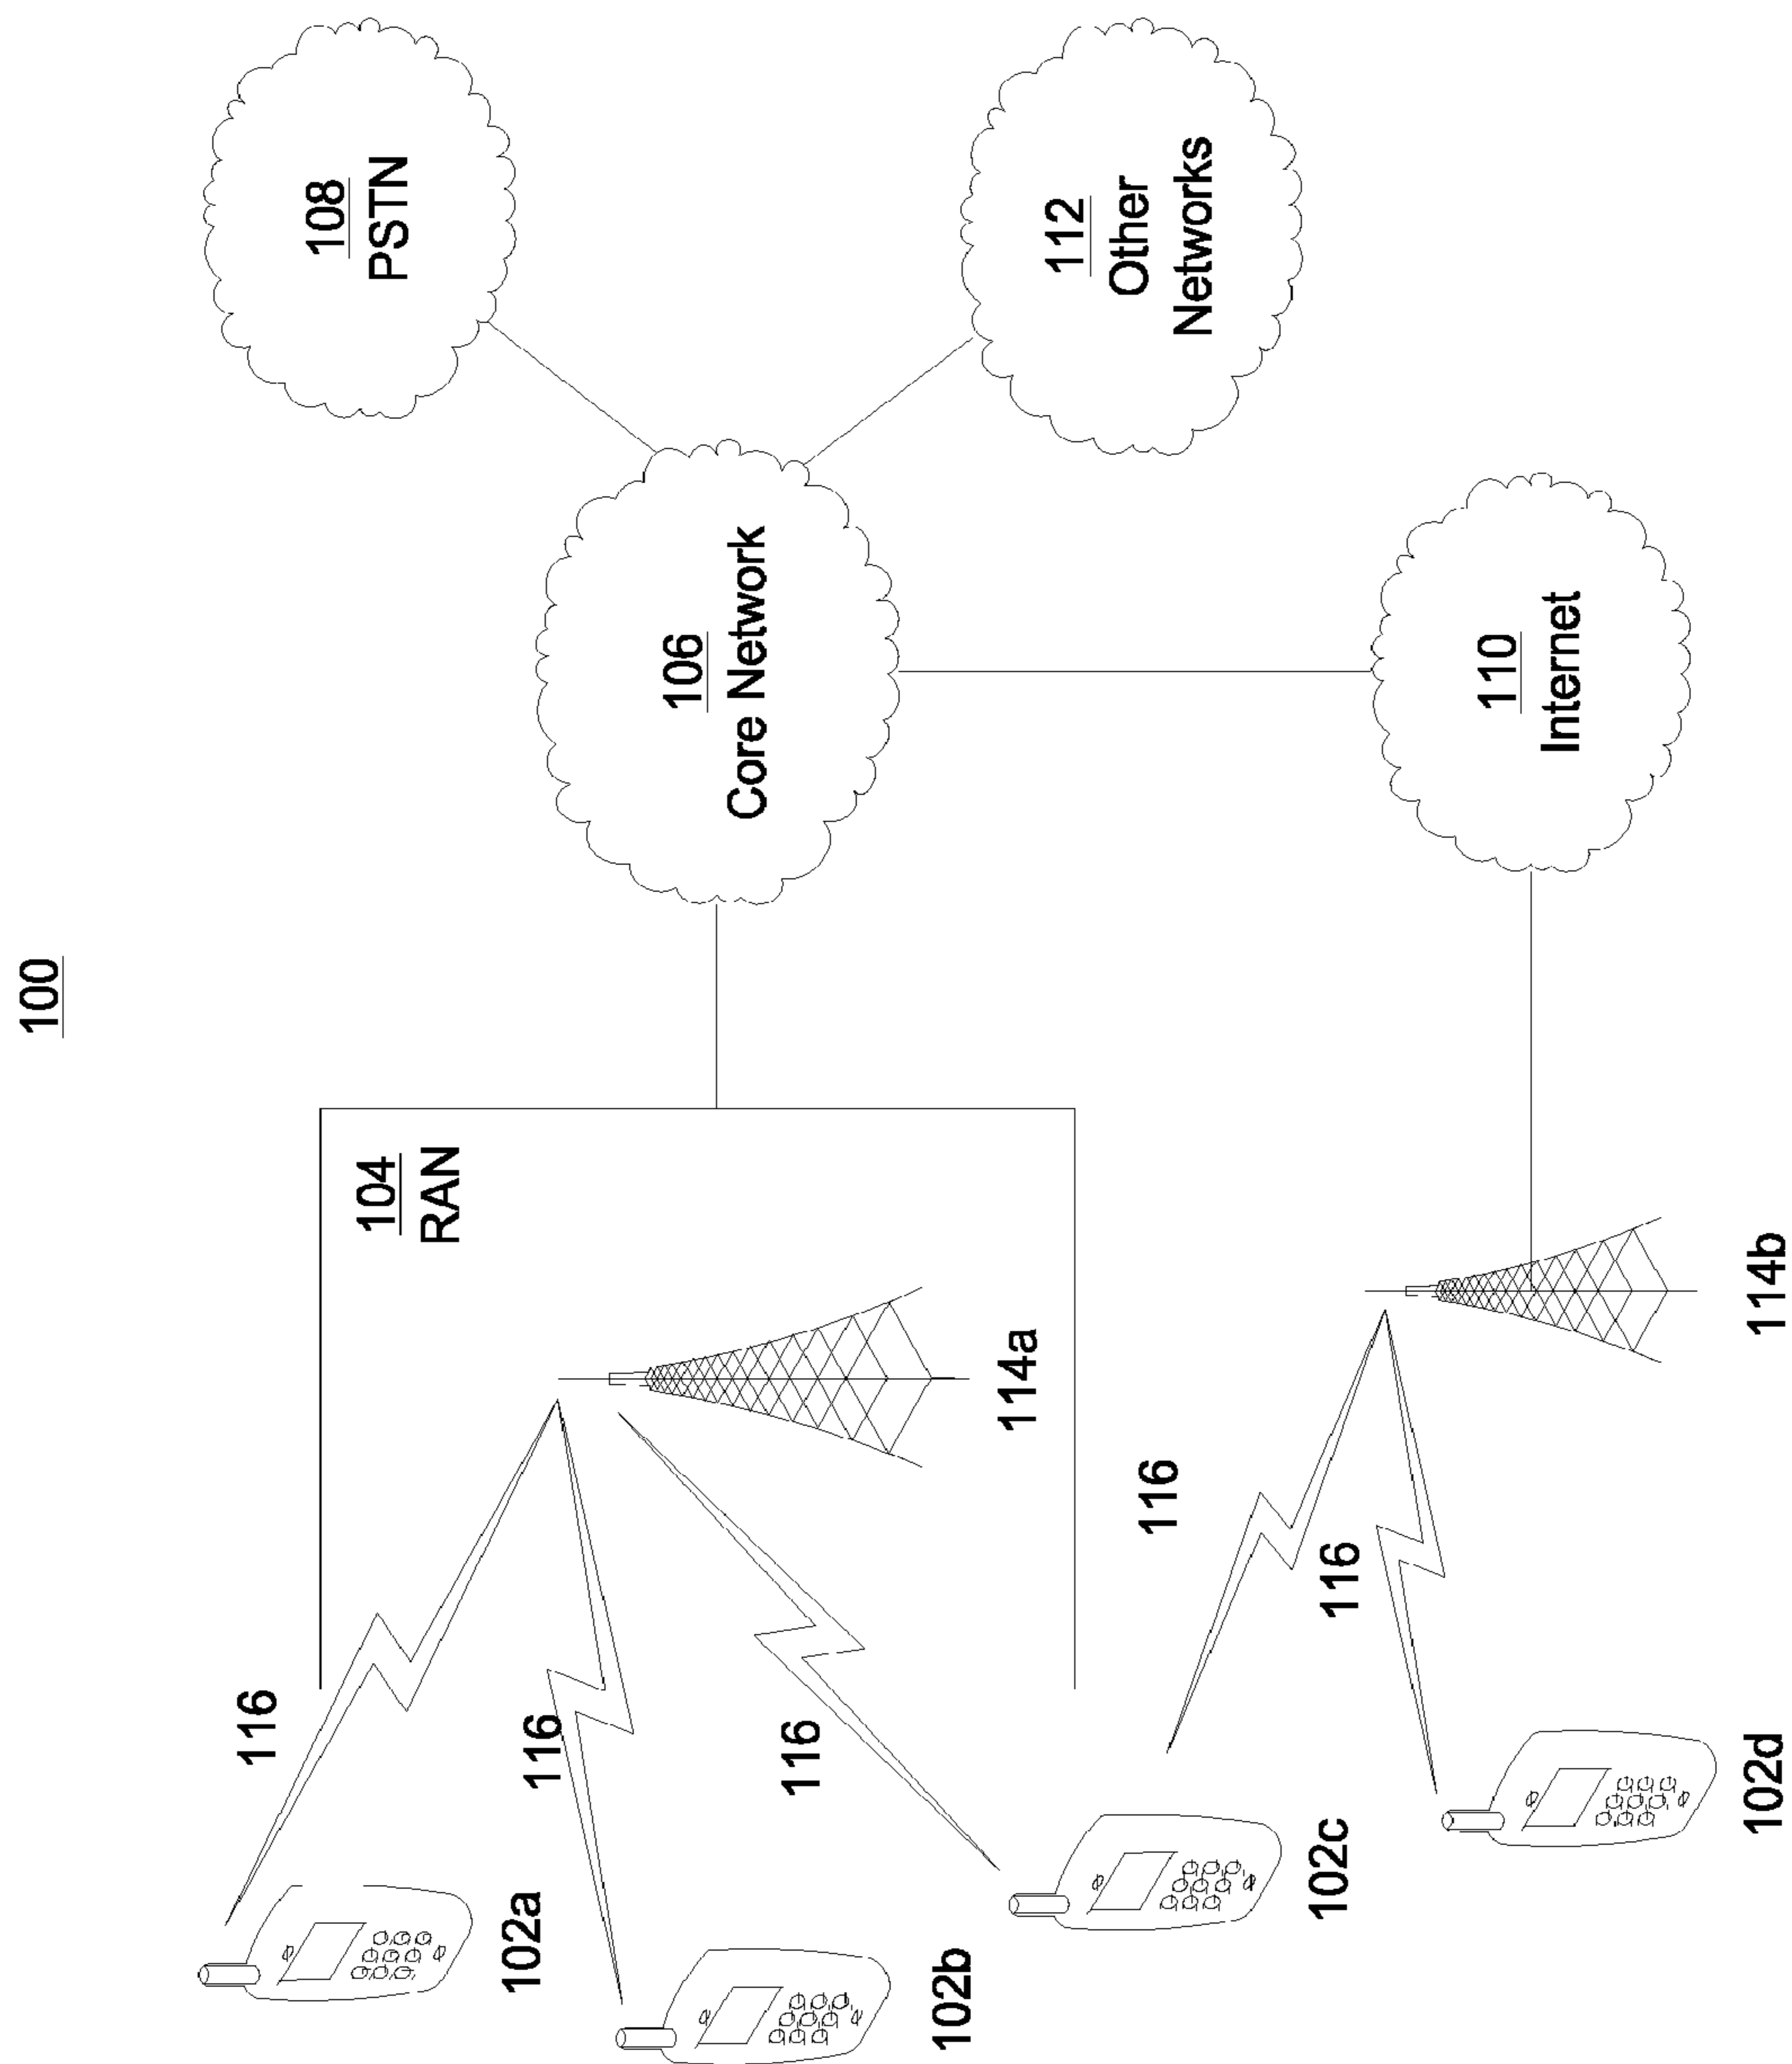 100
108
PSTN
106
Core Network
112
Other
Networks
104
RAN
116
102a
116
114a
102b
116
110
Internet
116
102c
116
114b
102d